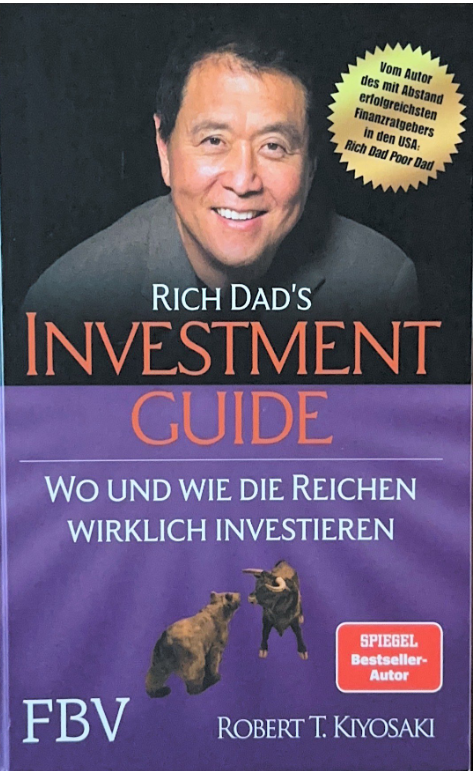 Vom Autor
des mit Abstand
erfolgreichsten
Finanzratgebers
in den USA:
Rich Dad Poor Dad
RICH DAD'S
INVESTMENT
GUIDE
WO UND WIE DIE REICHEN
WIRKLICH INVESTIEREN
SPIEGEL
Bestseller-
Autor
FBV
ROBERT T. KIYOSAKI